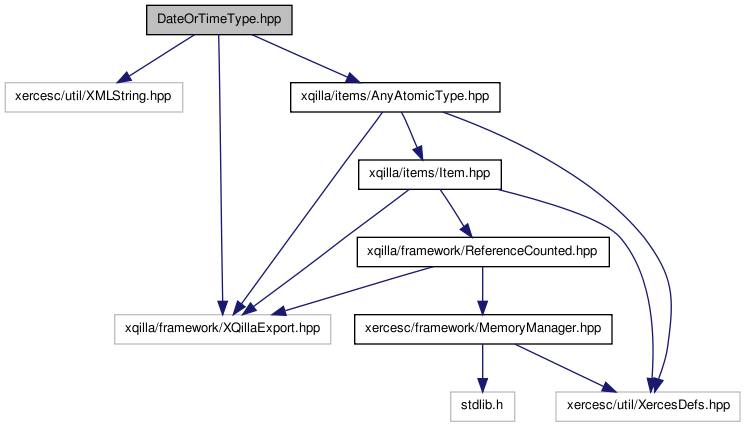 DateOrTimeType.hpp
xercesc/util/XMLString.hpp
xqilla/items/AnyAtomicType.hpp
xqilla/items/Item.hpp
xqilla/framework/ReferenceCounted.hpp
xqilla/framework/XQillaExport.hpp
xercesc/framework/MemoryManager.hpp
stdlib.h
xercesc/util/XercesDefs.hpp